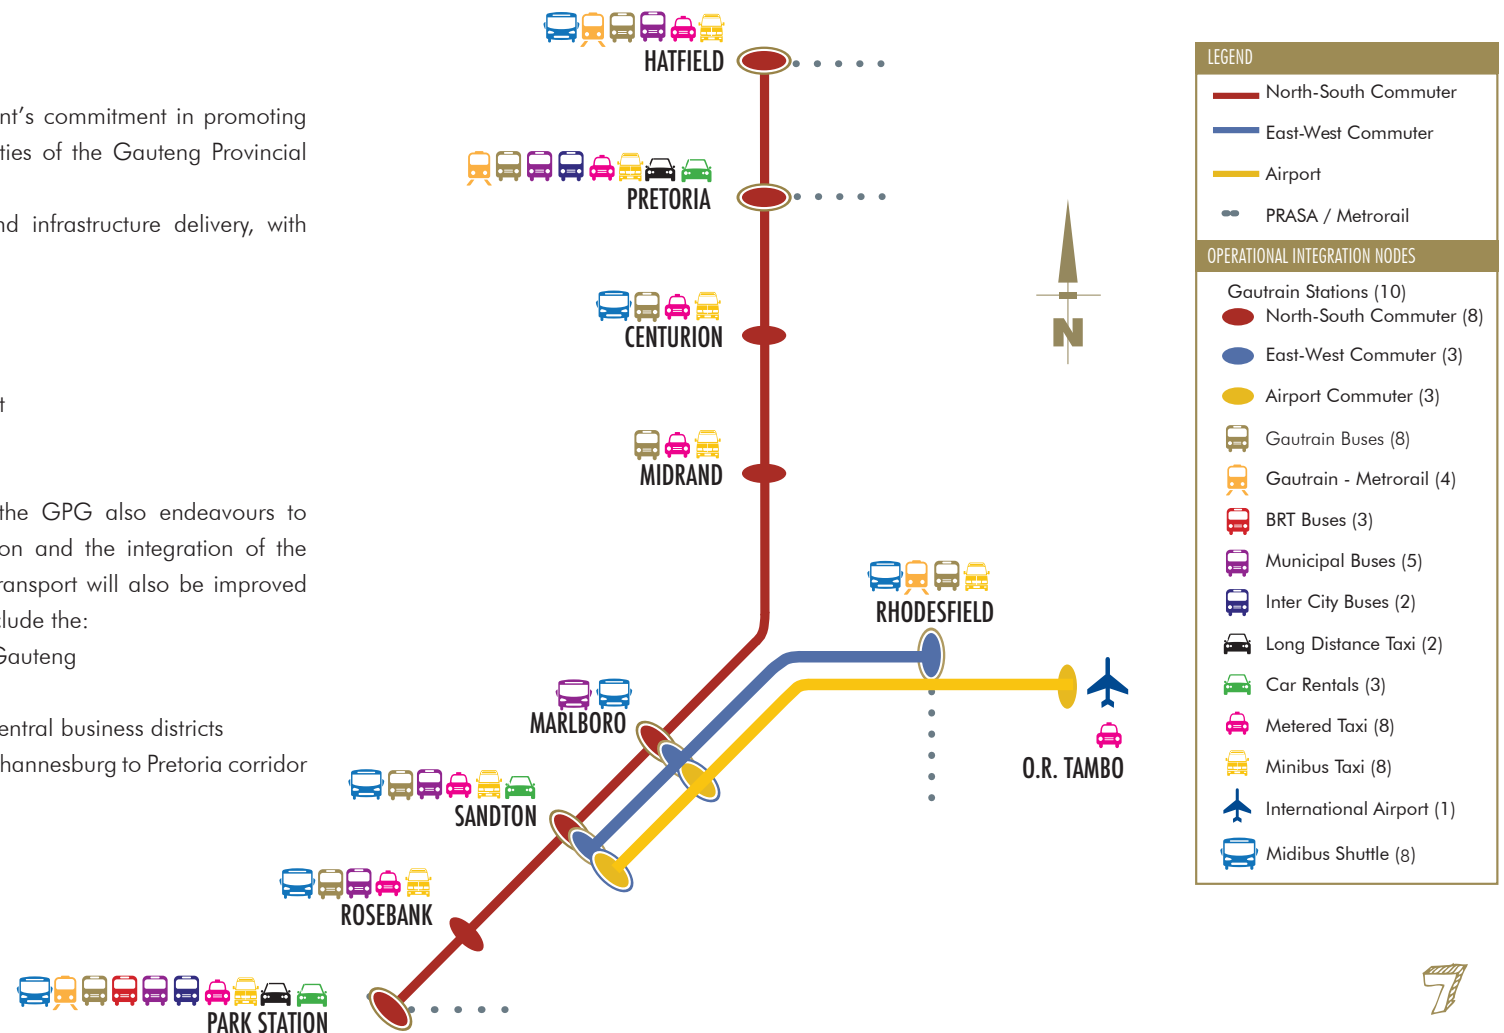 nt’s commitment in promoting
ties of the Gauteng Provincial
nd infrastructure delivery, with
t
the GPG also endeavours to
on and the integration of the
ransport will also be improved
clude the:
Gauteng
entral business districts
hannesburg to Pretoria corridor
HATFIELD
PRETORIA
CENTURION
MIDRAND
RHODESFIELD
MARLBORO
O.R. TAMBO
SANDTON
ROSEBANK
PARK STATION
N
LEGEND
North-South Commuter
East-West Commuter
Airport
PRASA / Metrorail
OPERATIONAL INTEGRATION NODES
Gautrain Stations (10)
North-South Commuter (8)
East-West Commuter (3)
Airport Commuter (3)
Gautrain Buses (8)
Gautrain - Metrorail (4)
BRT Buses (3)
Municipal Buses (5)
Inter City Buses (2)
Long Distance Taxi (2)
Car Rentals (3)
Metered Taxi (8)
Minibus Taxi (8)
International Airport (1)
Midibus Shuttle (8)
7